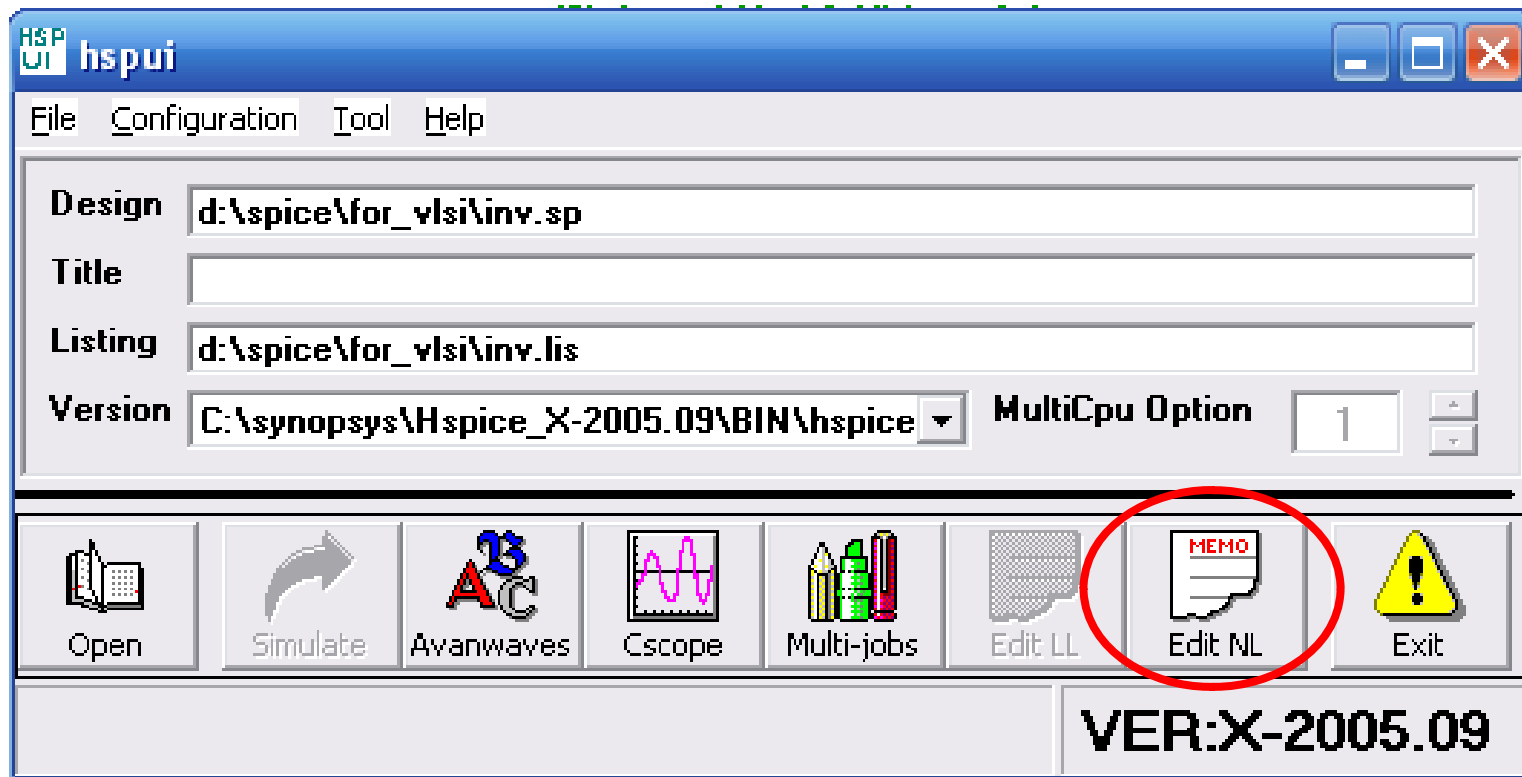 HSP
UI hspui
File Configuration Tool Help
Design d:\spice\for_vlsi\inv.sp
Title
Listing d:\spice\for_vlsi\inv.lis
Version C:\synopsys\Hspice_X-2005.09\BIN\hspice MultiCpu Option 1
MEMO
Open Simulate Avanwaves Cscope Multi-jobs Edit LL Edit NL Exit
VER:X-2005.09